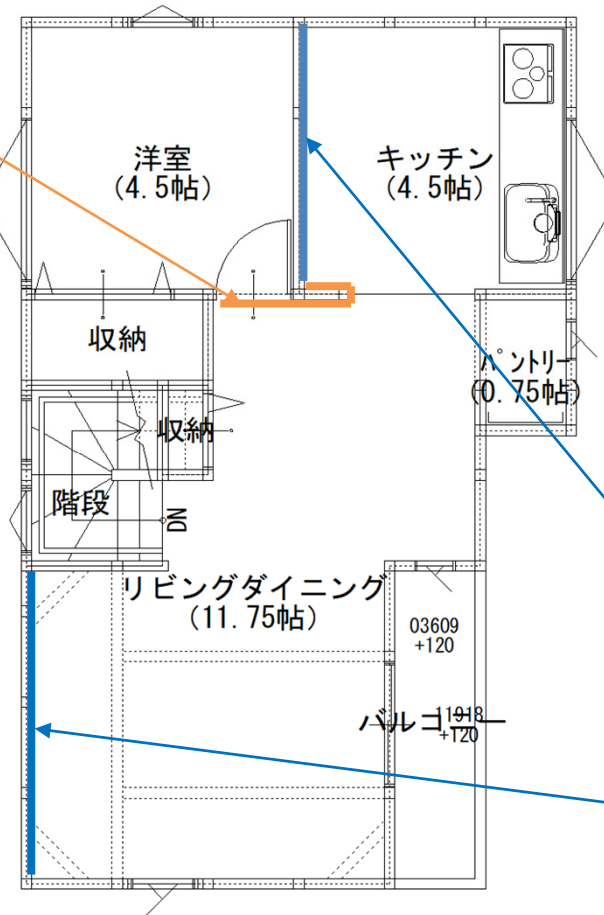 洋室
(4.5帖)
キッチン
(4.5帖)
収納
パントリー
(0.75帖)
収納
階段
DN
リビングダイニング
(11.75帖)
03609
+120
バルコニー
11918
+120